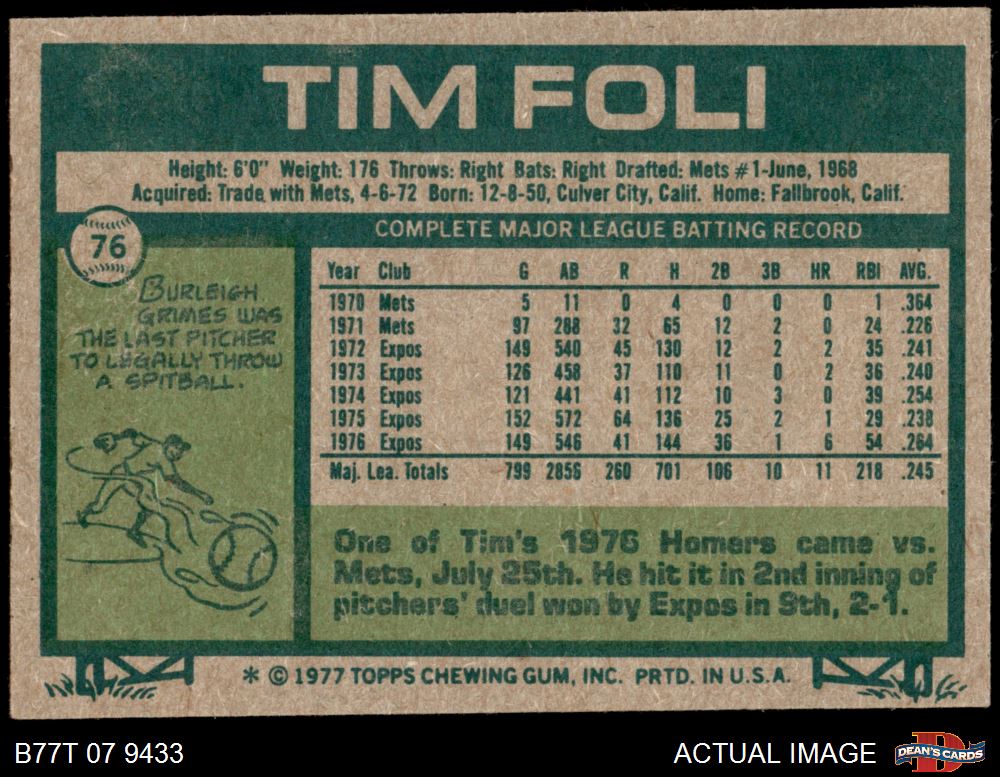 TIM FOLI
Height: 6'0" Weight: 176 Throws: Right Bats: Right Drafted: Mets #1-June, 1968
Acquired: Trade with Mets, 4-6-72 Born: 12-8-50, Culver City, Calif. Home: Fallbrook, Calif.
76
BURLEIGH
GRIMES WAS
THE LAST PITCHER
TO LEGALLY THROW
A SPITBALL.
COMPLETE MAJOR LEAGUE BATTING RECORD
Year Club G AB R H 2B 3B HR RBI AVG.
1970 Mets 5 11 0 4 0 0 0 1 .364
1971 Mets 97 288 32 65 12 2 0 24 .226
1972 Expos 149 540 45 130 12 2 2 35 .241
1973 Expos 126 458 37 110 11 0 2 36 .240
1974 Expos 121 441 41 112 10 3 0 39 .254
1975 Expos 152 572 64 136 25 2 1 29 .238
1976 Expos 149 546 41 144 36 1 6 54 .264
Maj. Lea. Totals 799 2856 260 701 106 10 11 218 .245
One of Tim's 1976 Homers came vs.
Mets, July 25th. He hit it in 2nd inning of
pitchers' duel won by Expos in 9th, 2-1.
* © 1977 TOPPS CHEWING GUM, INC. PRTD. IN U.S.A.
B77T 07 9433
ACTUAL IMAGE
D
DEAN'S CARDS